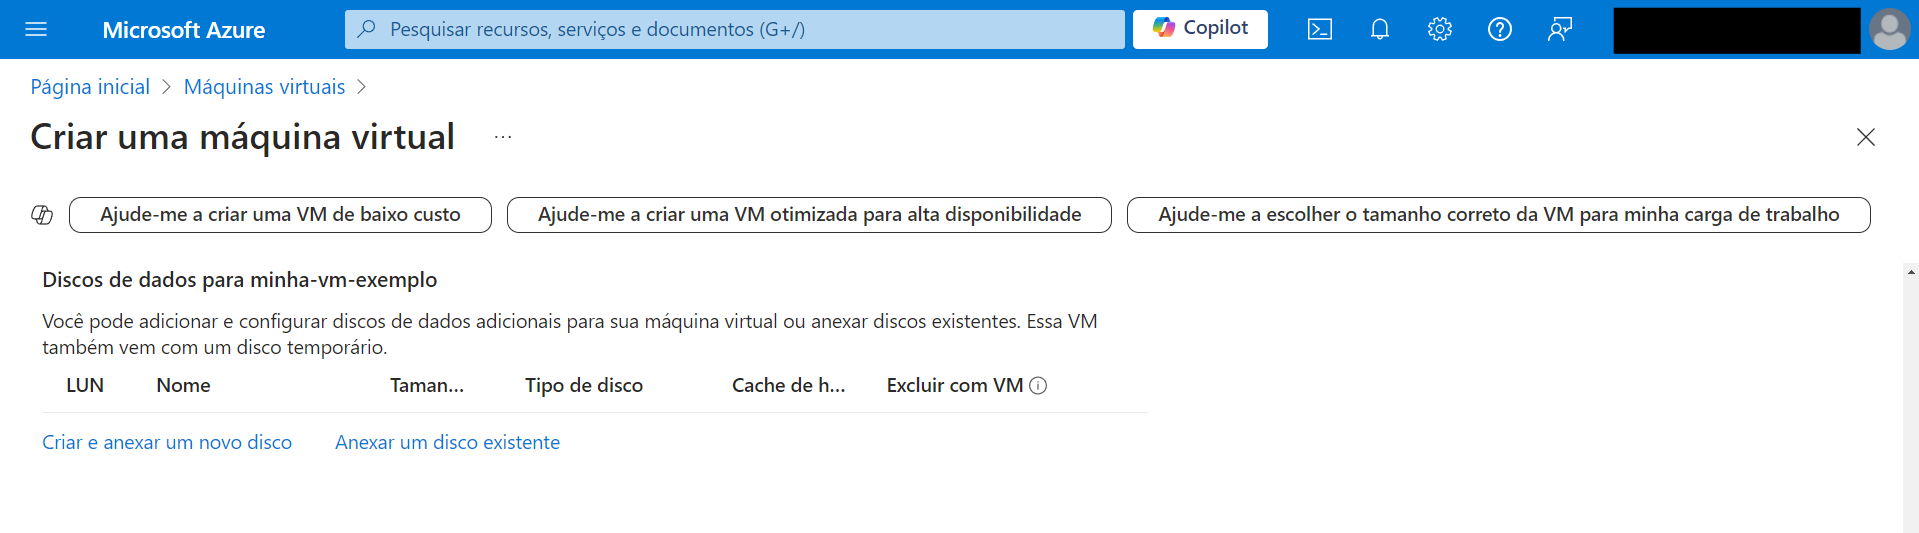 Microsoft Azure
Pesquisar recursos, serviços e documentos (G+/)
Copilot
Página inicial > Máquinas virtuais >
Criar uma máquina virtual ...
Ajude-me a criar uma VM de baixo custo
Ajude-me a criar uma VM otimizada para alta disponibilidade
Ajude-me a escolher o tamanho correto da VM para minha carga de trabalho
Discos de dados para minha-vm-exemplo
Você pode adicionar e configurar discos de dados adicionais para sua máquina virtual ou anexar discos existentes. Essa VM
também vem com um disco temporário.
LUN Nome Taman... Tipo de disco Cache de h... Excluir com VM
Criar e anexar um novo disco Anexar um disco existente